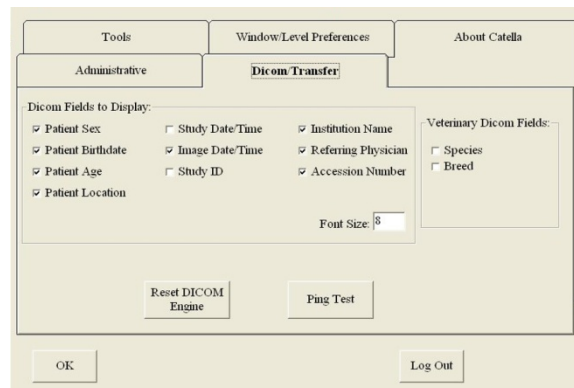 Tools Window/Level Preferences About Catella
Administrative Dicom/Transfer
Dicom Fields to Display: Veterinary Dicom Fields:
Patient Sex Study Date/Time Institution Name Species
Patient Birthdate Image Date/Time Referring Physician Breed
Patient Age Study ID Accession Number
Patient Location
Font Size: 8
Reset DICOM Ping Test
Engine
OK Log Out